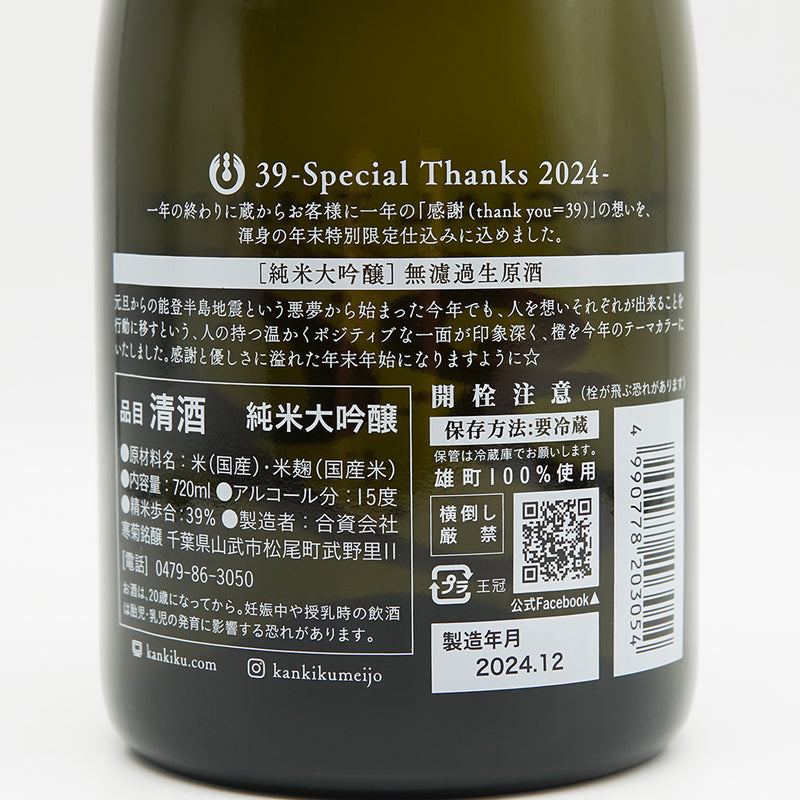 39-Special Thanks 2024-
一年の終わりに蔵からお客様に一年の「感謝(thank you=39)」の想いを、
渾身の年末特別限定仕込みに込めました。
[純米大吟醸] 無濾過生原酒
元旦からの能登半島地震という悪夢から始まった今年でも、人を想いそれぞれが出来ることを
行動に移すという、人の持つ温かくポジティブな一面が印象深く、橙を今年のテーマカラーに
いたしました。感謝と優しさに溢れた年末年始になりますように☆
品目 清酒 純米大吟醸
●原材料名:米(国産)・米麹(国産米)
●内容量:720ml ●アルコール分:15度
●精米歩合:39% ●製造者:合資会社
寒菊銘醸 千葉県山武市松尾町武野里11
[電話] 0479-86-3050
お酒は、20歳になってから。妊娠中や授乳時の飲酒
は胎児・乳児の発育に影響する恐れがあります。
kankiku.com kankikumeijo
開栓注意 (栓が飛ぶ恐れがあります)
保存方法:要冷蔵
保管は冷蔵庫でお願いします。
雄町100%使用
横倒し
厳禁
プラ 王冠
公式Facebook▲
製造年月
2024.12
4 990778 203054